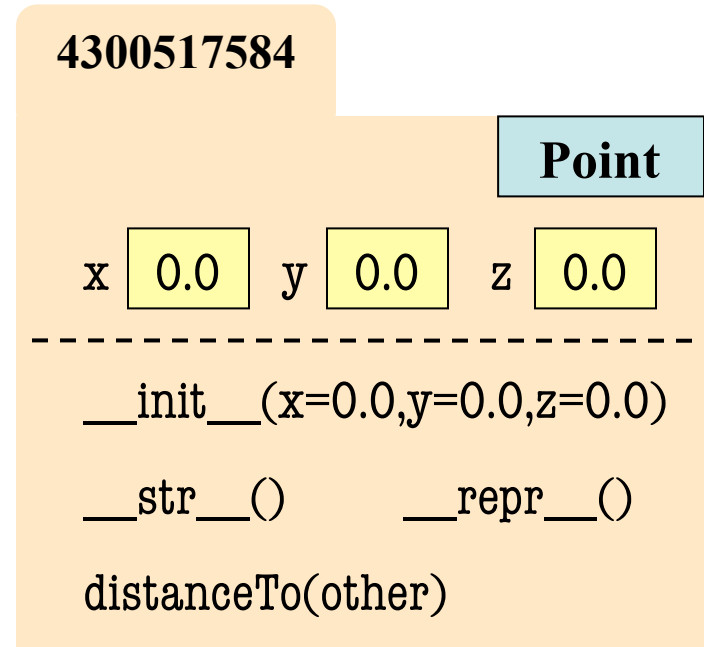 4300517584
Point
x 0.0 y 0.0 z 0.0
__init__(x=0.0,y=0.0,z=0.0)
__str__() __repr__()
distanceTo(other)